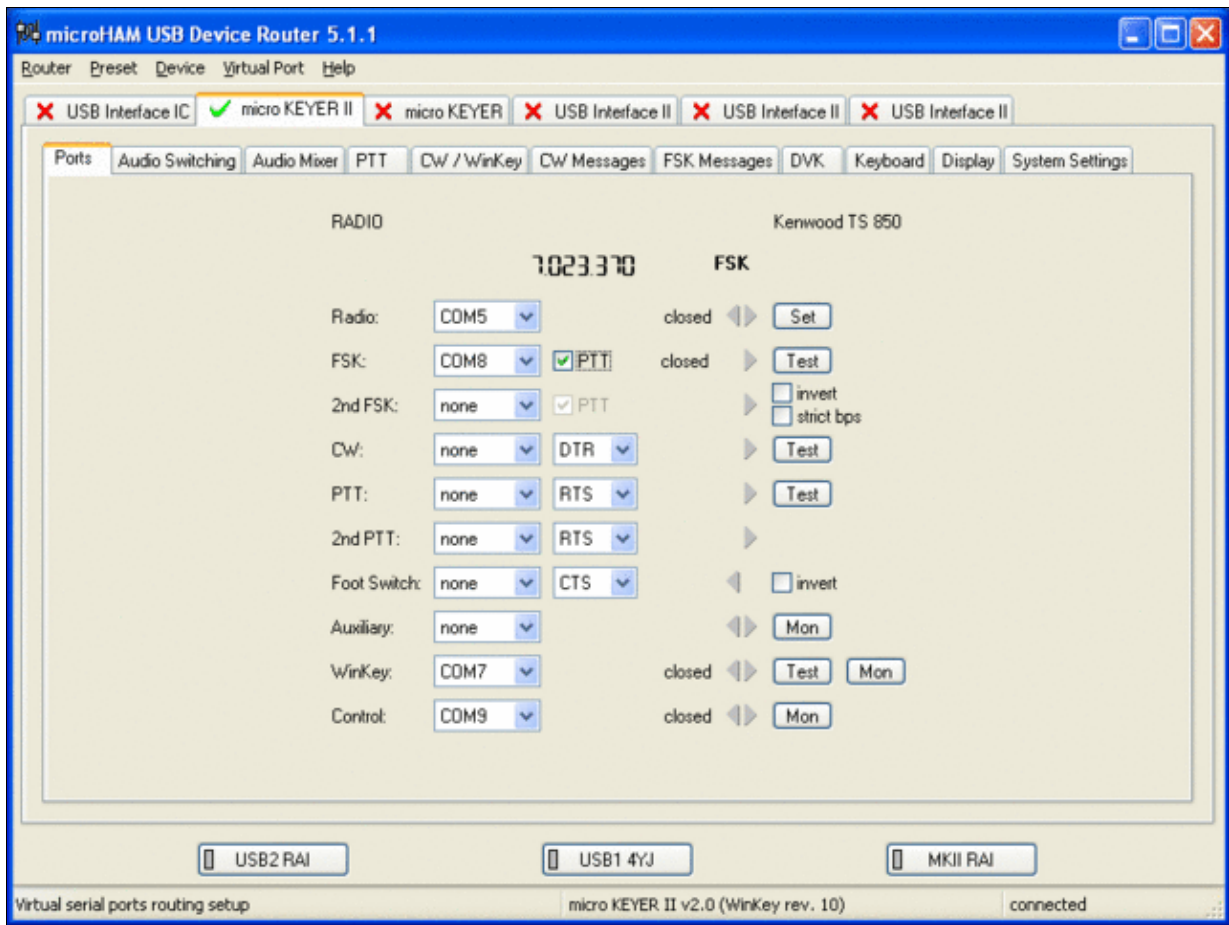 microHAM USB Device Router 5.1.1
Router Preset Device Virtual Port Help
USB Interface IC micro KEYER II micro KEYER USB Interface II USB Interface II USB Interface II
Ports Audio Switching Audio Mixer PTT CW / WinKey CW Messages FSK Messages DVK Keyboard Display System Settings
RADIO Kenwood TS 850
7.023.370 FSK
Radio: COM5 closed Set
FSK: COM8 PTT closed Test
2nd FSK: none PTT invert
strict bps
CW: none DTR Test
PTT: none RTS Test
2nd PTT: none RTS
Foot Switch: none CTS invert
Auxiliary: none Mon
WinKey: COM7 closed Test Mon
Control: COM9 closed Mon
USB2 RAI USB1 4YJ MKII RAI
Virtual serial ports routing setup micro KEYER II v2.0 (WinKey rev. 10) connected